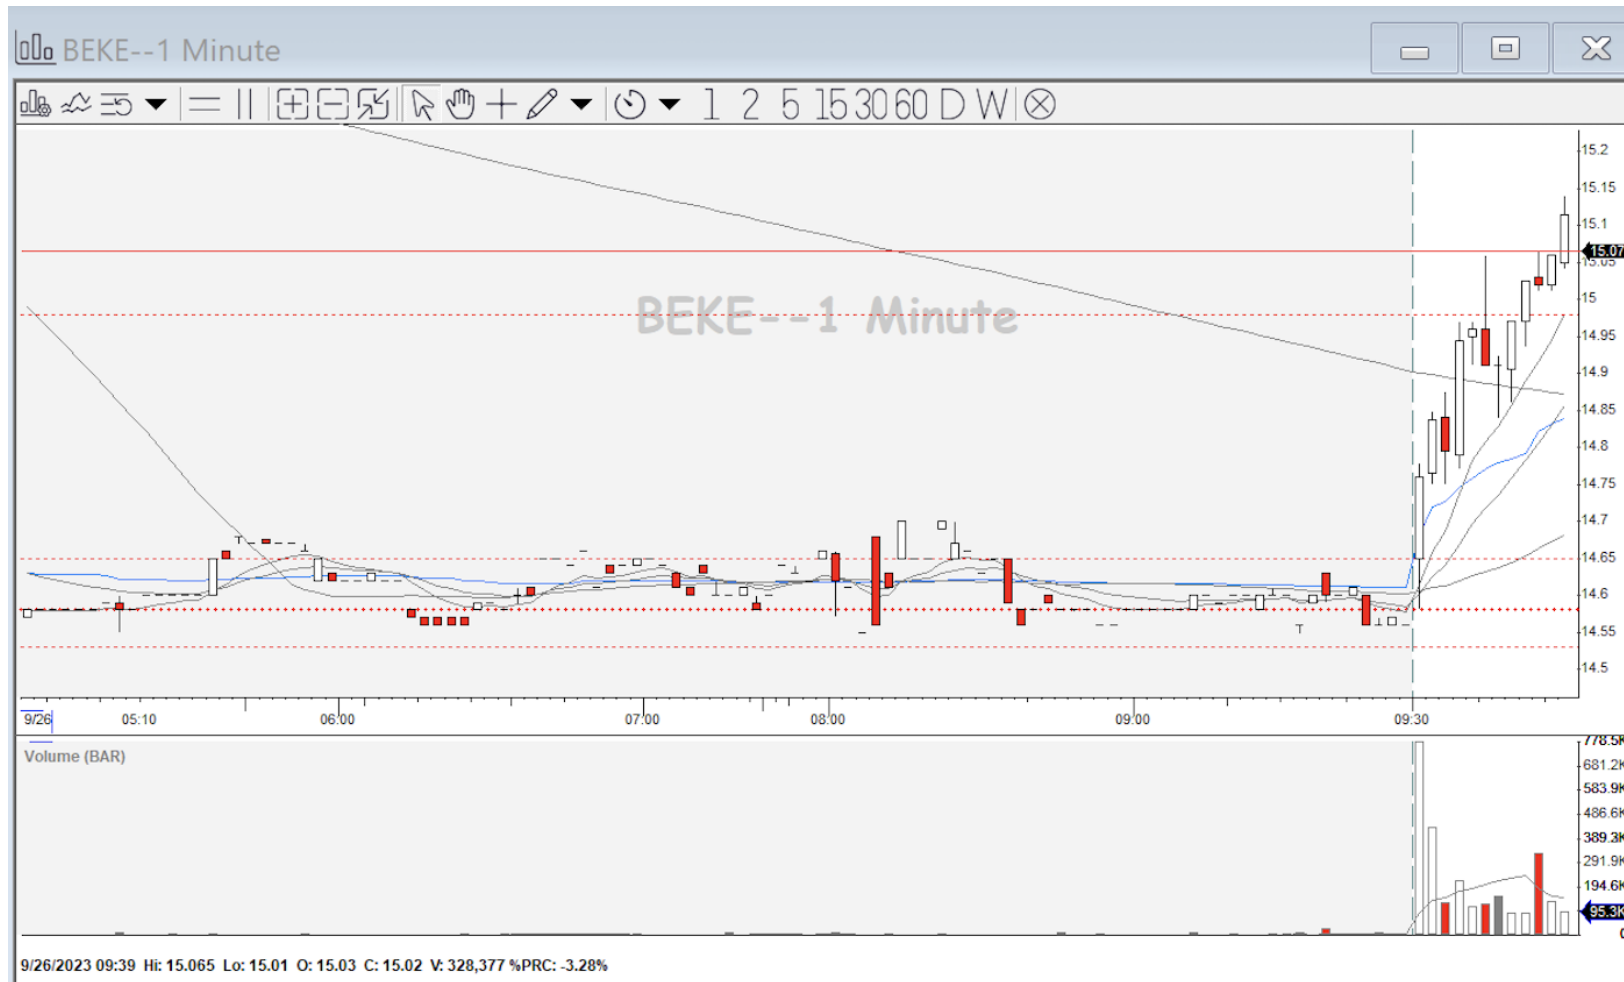 BEKE--1 Minute
1 2 5 15 30 60 D W
15.2
15.15
15.1
15.07
15.05
15
14.95
14.9
14.85
14.8
14.75
14.7
14.65
14.6
14.55
14.5
BEKE--1 Minute
9/26 05:10 06:00 07:00 08:00 09:00 09:30
Volume (BAR)
778.5K
681.2K
583.9K
486.6K
389.3K
291.9K
194.6K
95.3K
0
9/26/2023 09:39 Hi: 15.065 Lo: 15.01 O: 15.03 C: 15.02 V: 328,377 %PRC: -3.28%